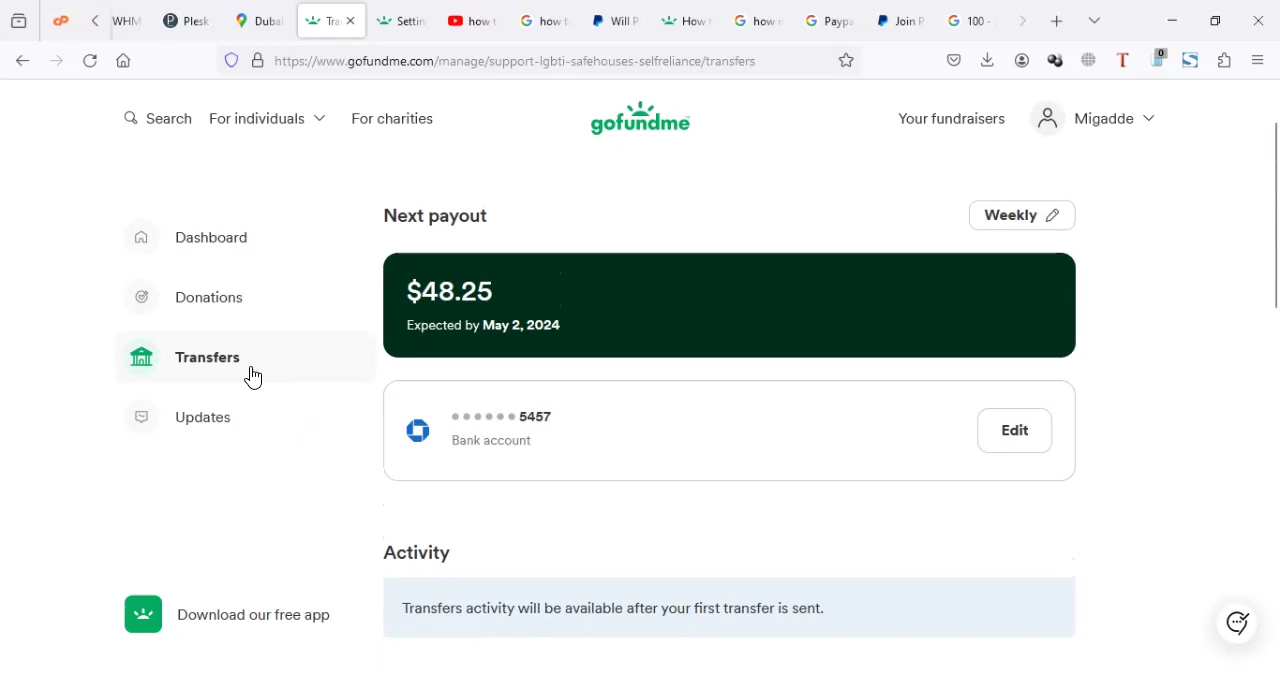 WHM
Plesk
Dubai
Tra
Settin
how t
how t
Will P
How t
how o
Paypa
Join P
100 -
https://www.gofundme.com/manage/support-lgbti-safehouses-selfreliance/transfers
0
T
S
Search
For individuals
For charities
gofundme
Your fundraisers
Migadde
Dashboard
Donations
Transfers
Updates
Download our free app
Next payout
Weekly
$48.25
Expected by May 2, 2024
●●●●●● 5457
Bank account
Edit
Activity
Transfers activity will be available after your first transfer is sent.